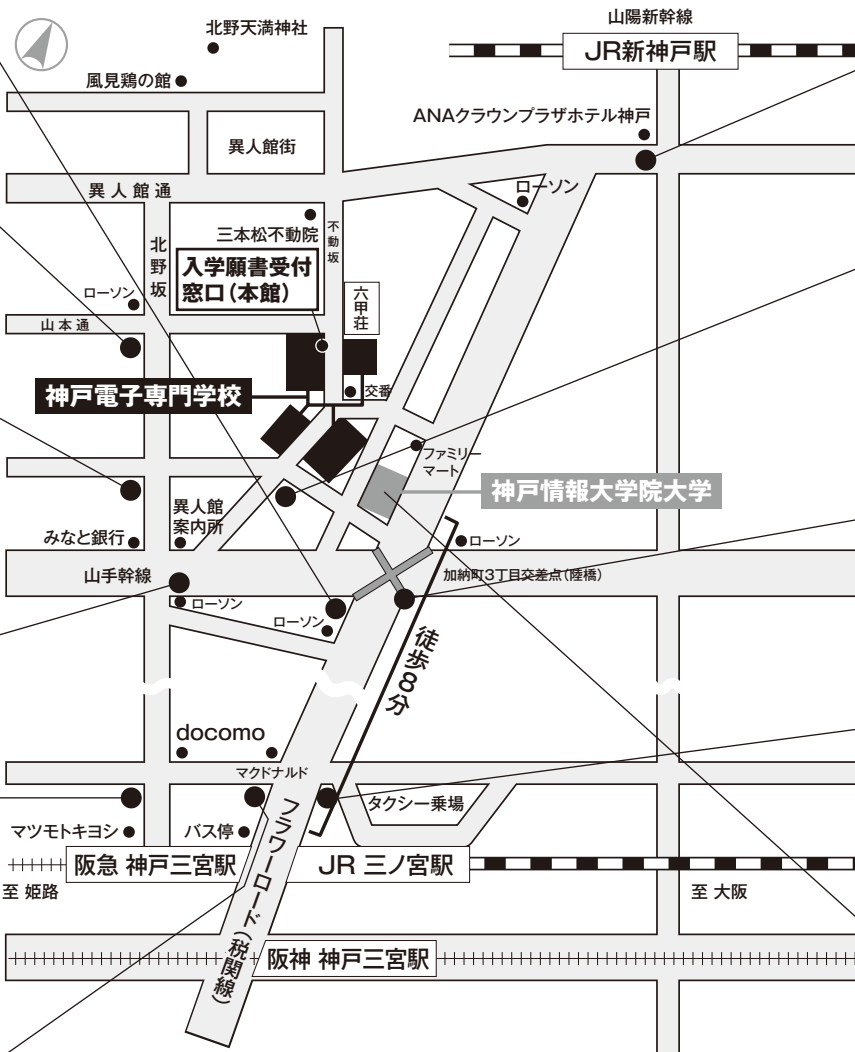 山陽新幹線
北野天満神社
JR新神戸駅
風見鶏の館
ANAクラウンプラザホテル神戸
異人館街
異人館通
ローソン
三本松不動院
不動坂
北野坂
入学願書受付
窓口(本館)
六甲荘
ローソン
山本通
神戸電子専門学校
交番
ファミリー
マート
神戸情報大学院大学
異人館
案内所
みなと銀行
ローソン
山手幹線
加納町3丁目交差点(陸橋)
ローソン
ローソン
徒歩8分
docomo
マクドナルド
タクシー乗場
マツモトキヨシ
バス停
フラワーロード(税関線)
阪急 神戸三宮駅
JR 三ノ宮駅
至 姫路
至 大阪
阪神 神戸三宮駅